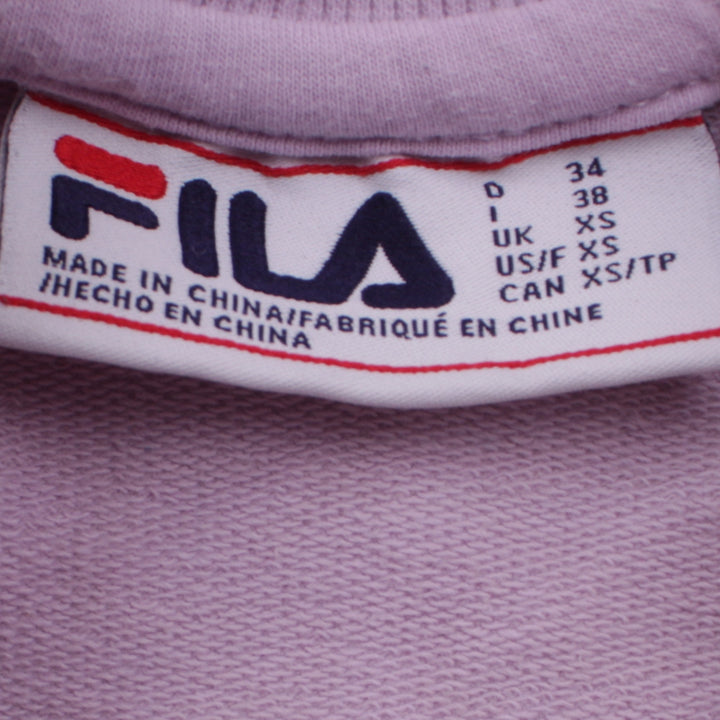 FILA
D 34
I 38
UK XS
US/F XS
CAN XS/TP
MADE IN CHINA/FABRIQUÉ EN CHINE
/HECHO EN CHINA